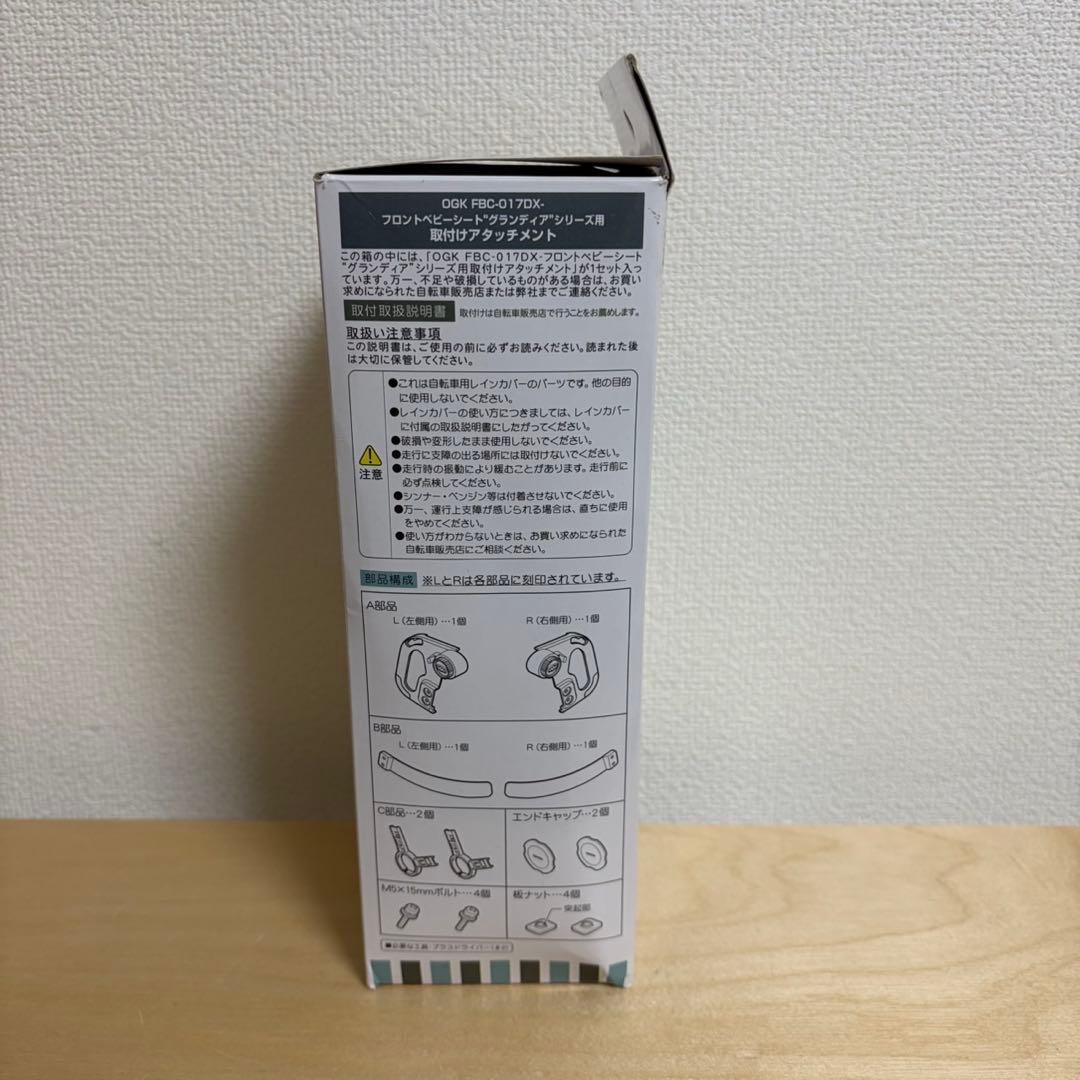 OGK FBC-017DX-
フロントベビーシート"グランディア"シリーズ用
取付けアタッチメント
この箱の中には、「OGK FBC-017DX-フロントベビーシート
"グランディア"シリーズ用取付けアタッチメント」が1セット入っ
ています。万一、不足や破損しているものがある場合は、お買い
求めになられた自転車販売店または弊社までご連絡ください。
取付取扱説明書 取付けは自転車販売店で行うことをお薦めします。
取扱い注意事項
この説明書は、ご使用の前に必ずお読みください。読まれた後
は大切に保管してください。
注意
●これは自転車用レインカバーのパーツです。他の目的
に使用しないでください。
●レインカバーの使い方につきましては、レインカバー
に付属の取扱説明書にしたがってください。
●破損や変形したまま使用しないでください。
●走行に支障の出る場所には取付けないでください。
●走行時の振動により緩むことがあります。走行前に
必ず点検してください。
●シンナー・ベンジン等は付着させないでください。
●万一、運行上支障が感じられる場合は、直ちに使用
をやめてください。
●使い方がわからないときは、お買い求めになられた
自転車販売店にご相談ください。
部品構成 ※LとRは各部品に刻印されています。
A部品
L(左側用)…1個 R(右側用)…1個
B部品
L(左側用)…1個 R(右側用)…1個
C部品…2個 エンドキャップ…2個
M5×15mmボルト…4個 板ナット…4個
突起部
■必要な工具・プラスドライバー